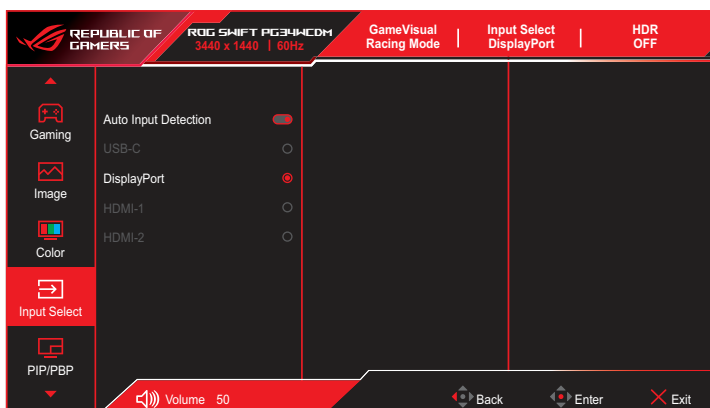 REPUBLIC OF
GAMERS
ROG SWIFT PG34WCDM
3440 x 1440 | 60Hz
GameVisual
Racing Mode
Input Select
DisplayPort
HDR
OFF
Gaming
Image
Color
Input Select
PIP/PBP
Auto Input Detection
USB-C
DisplayPort
HDMI-1
HDMI-2
Volume 50
Back
Enter
Exit